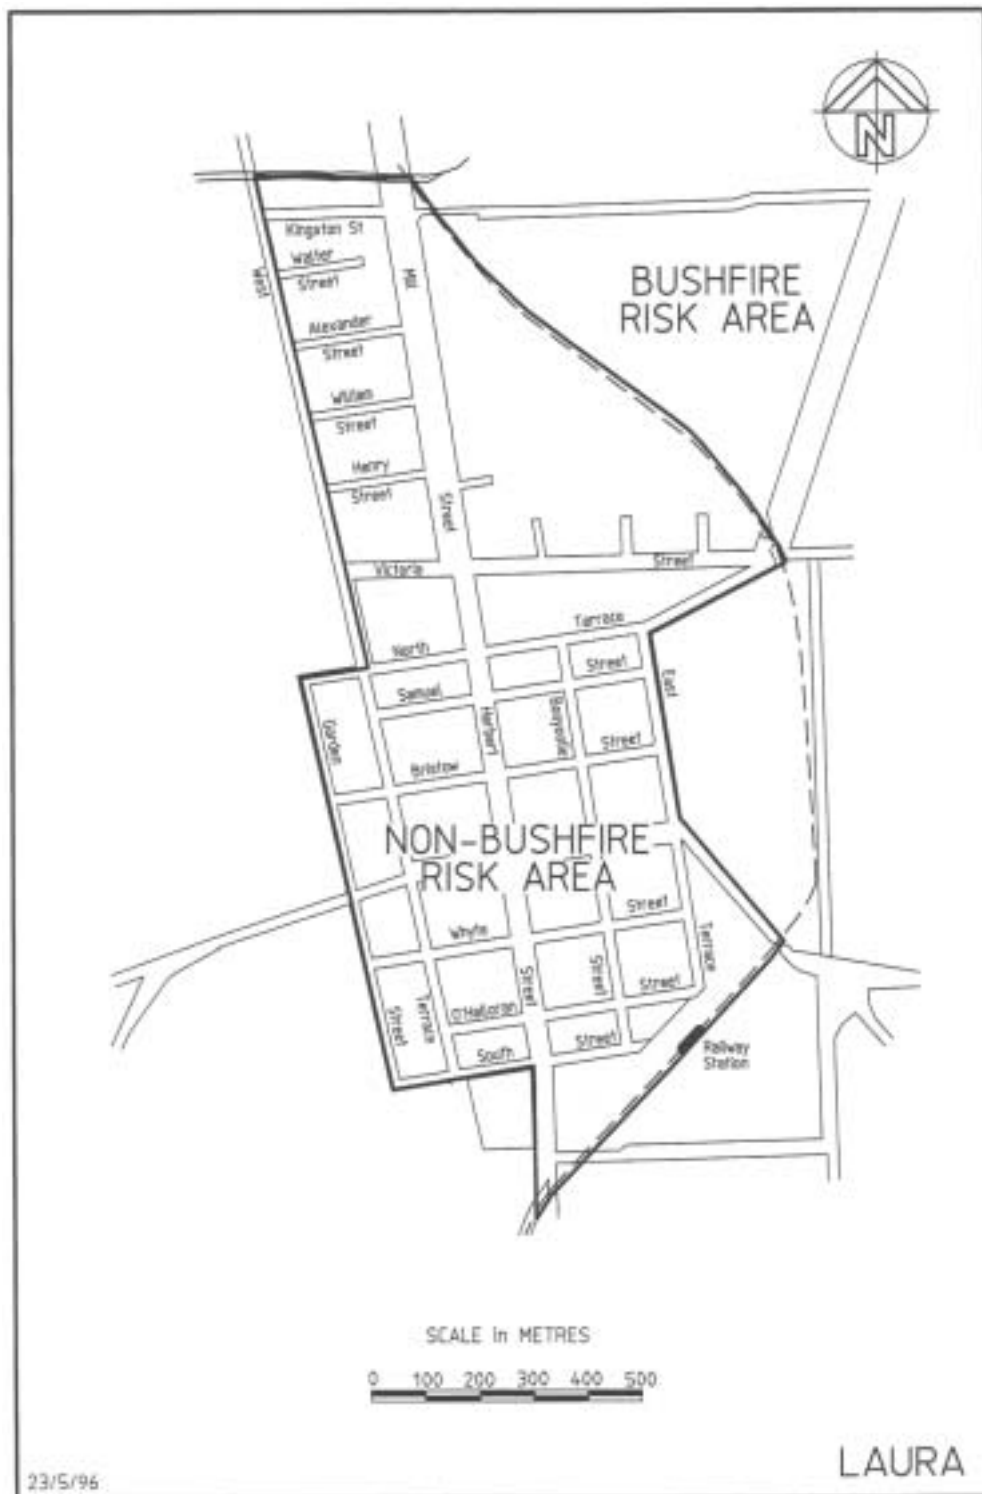 N
BUSHFIRE
RISK AREA
Kingston St
Walter
Street
West
Mill
Alexander
Street
William
Street
Henry
Street
Street
Victoria
Street
North
Terrace
Samuel
Street
East
Garden
Herbert
Bristow
Street
NON-BUSHFIRE
RISK AREA
Whyte
Street
Terrace
Street
Terrace
O'Halloran
Street
Street
Street
South
Street
Railway
Station
SCALE in METRES
0 100 200 300 400 500
23/5/96
LAURA